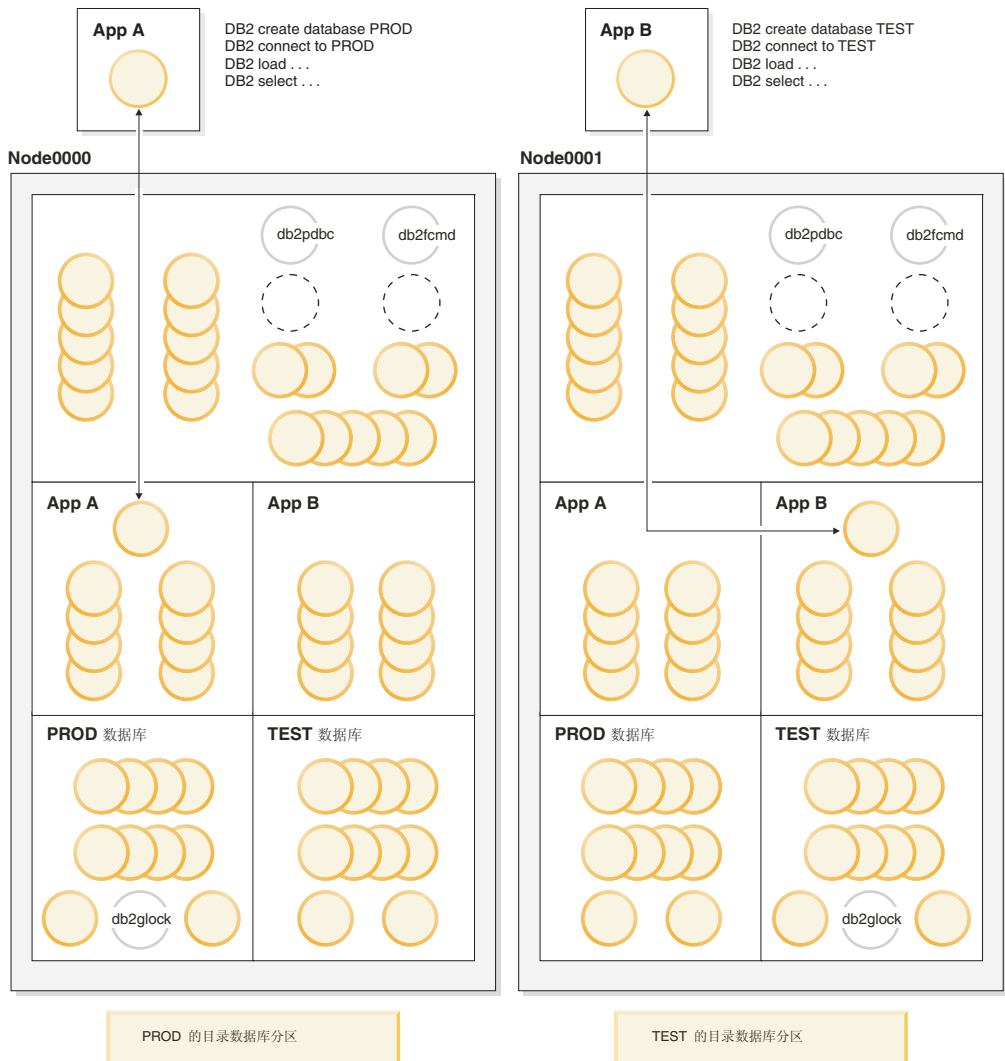 App A
DB2 create database PROD
DB2 connect to PROD
DB2 load . . .
DB2 select . . .
App B
DB2 create database TEST
DB2 connect to TEST
DB2 load . . .
DB2 select . . .
Node0000
db2pdbc
db2fcmd
App A
App B
PROD 数据库
TEST 数据库
db2glock
PROD 的目录数据库分区
Node0001
db2pdbc
db2fcmd
App A
App B
PROD 数据库
TEST 数据库
db2glock
TEST 的目录数据库分区